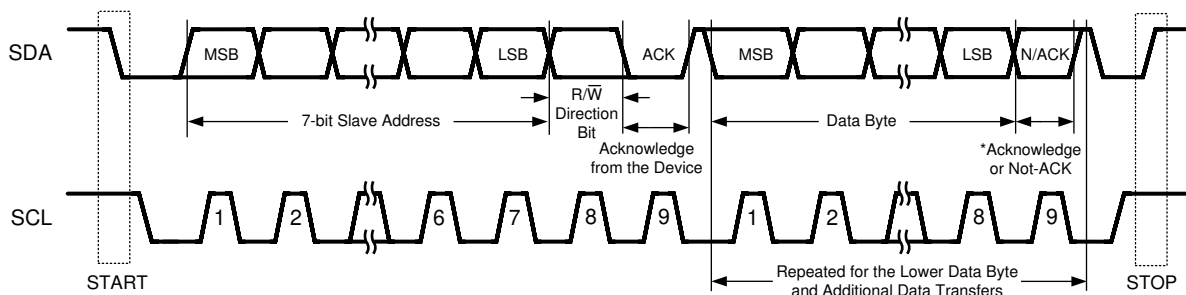 SDA
MSB
LSB
ACK
MSB
LSB
N/ACK
R/W̅
Direction
Bit
7-bit Slave Address
Data Byte
Acknowledge
from the Device
*Acknowledge
or Not-ACK
SCL
1
2
6
7
8
9
1
2
8
9
START
Repeated for the Lower Data Byte
and Additional Data Transfers
STOP